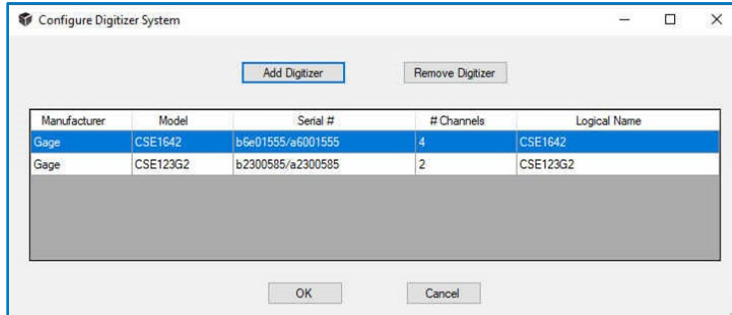 Configure Digitizer System
Add Digitizer Remove Digitizer
Manufacturer Model Serial # # Channels Logical Name
Gage CSE1642 b6e01555/a6001555 4 CSE1642
Gage CSE123G2 b2300585/a2300585 2 CSE123G2
OK Cancel